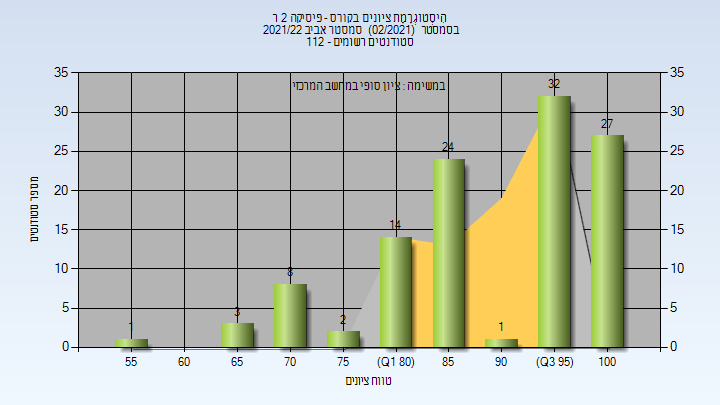 היסטוגרמת ציונים בקורס - פיסיקה 2 ר
בסמסטר (02/2021) סמסטר אביב 2021/22
סטודנטים רשומים - 112
במשימה : ציון סופי במחשב המרכזי
מספר סטודנטים
35 30 25 20 15 10 5 0
1 3 8 2 14 24 1 32 27
35 30 25 20 15 10 5 0
55 60 65 70 75 (Q1 80) 85 90 (Q3 95) 100
טווח ציונים